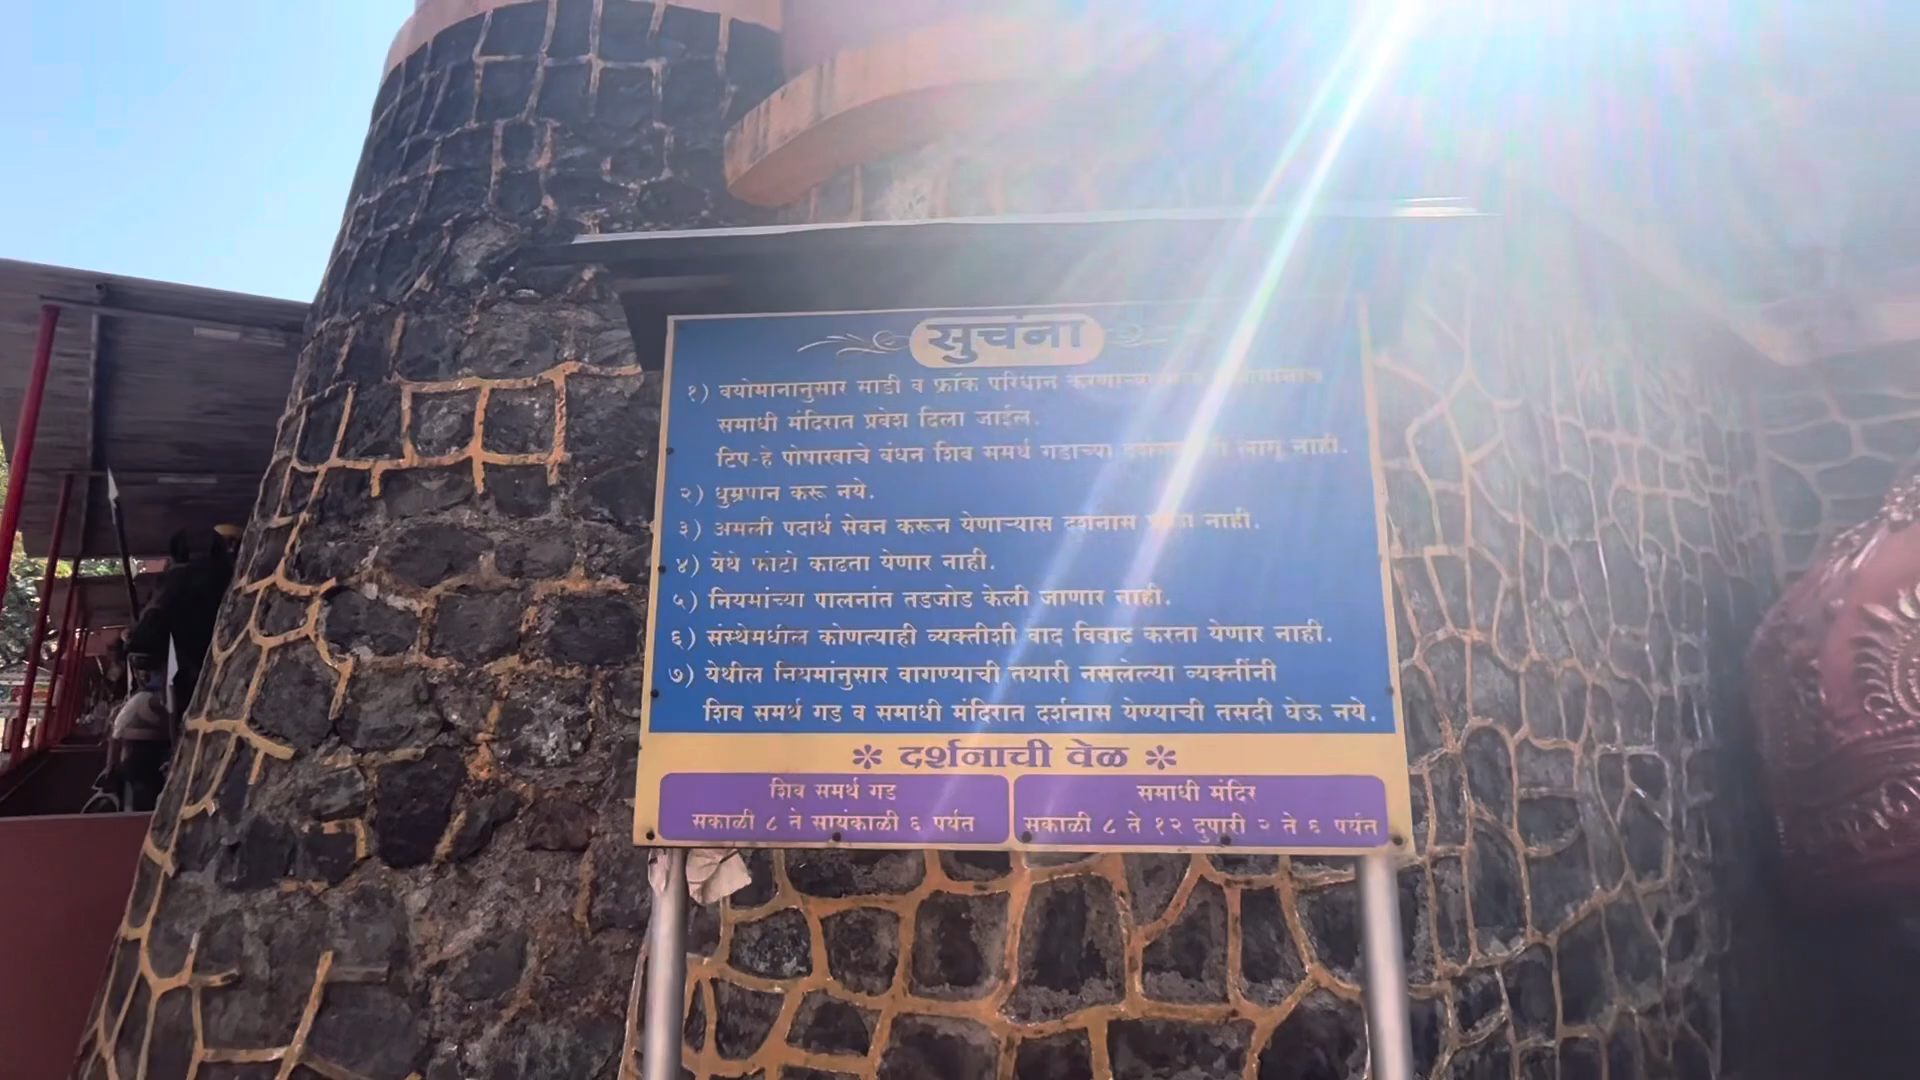 सुचना
१) वयोमानानुसार साडी व फ्रॉक परिधान
समाधी मंदिरात प्रवेश दिला जाईल.
टिप-हे पोषाखाचे बंधन शिव समर्थ गडाच्या लागू नाही.
२) धुम्रपान करू नये.
३) अमली पदार्थ सेवन करून येणाऱ्यास दर्शनास नाही.
४) येथे फोटो काढता येणार नाही.
५) नियमांच्या पालनांत तडजोड केली जाणार नाही.
६) संस्थेमधील कोणत्याही व्यक्तीशी वाद विवाद करता येणार नाही.
७) येथील नियमांनुसार वागण्याची तयारी नसलेल्या व्यक्तींनी
शिव समर्थ गड व समाधी मंदिरात दर्शनास येण्याची तसदी घेऊ नये.
दर्शनाची वेळ
शिव समर्थ गड
सकाळी ८ ते सायंकाळी ६ पर्यंत
समाधी मंदिर
सकाळी ८ ते १२ दुपारी २ ते ६ पर्यंत